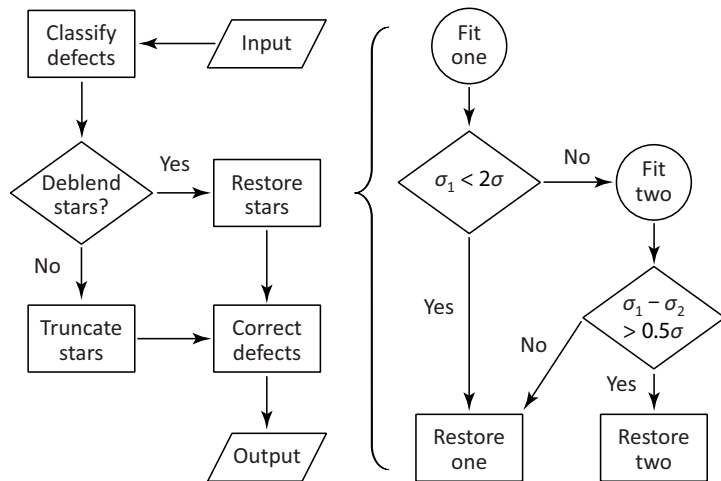 Classify
defects
Input
Deblend
stars?
Yes
Restore
stars
No
Truncate
stars
Correct
defects
Output
Fit
one
σ₁ < 2σ
No
Fit
two
Yes
σ₁ − σ₂
> 0.5σ
No
Yes
Restore
one
Restore
two